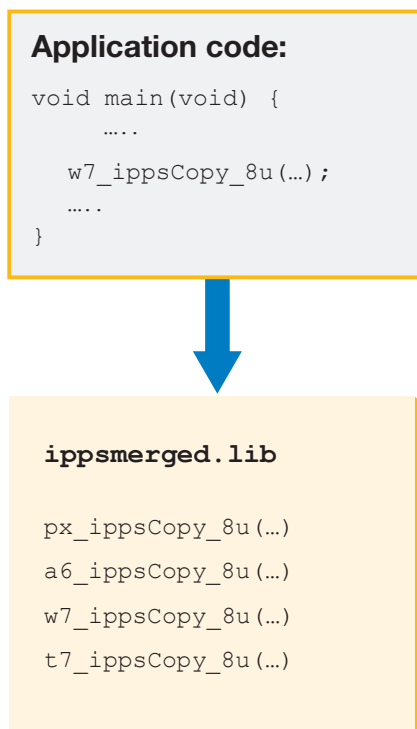 Application code:
void main(void) {
…..
w7_ippsCopy_8u(…);
…..
}
ippsmerged.lib
px_ippsCopy_8u(…)
a6_ippsCopy_8u(…)
w7_ippsCopy_8u(…)
t7_ippsCopy_8u(…)